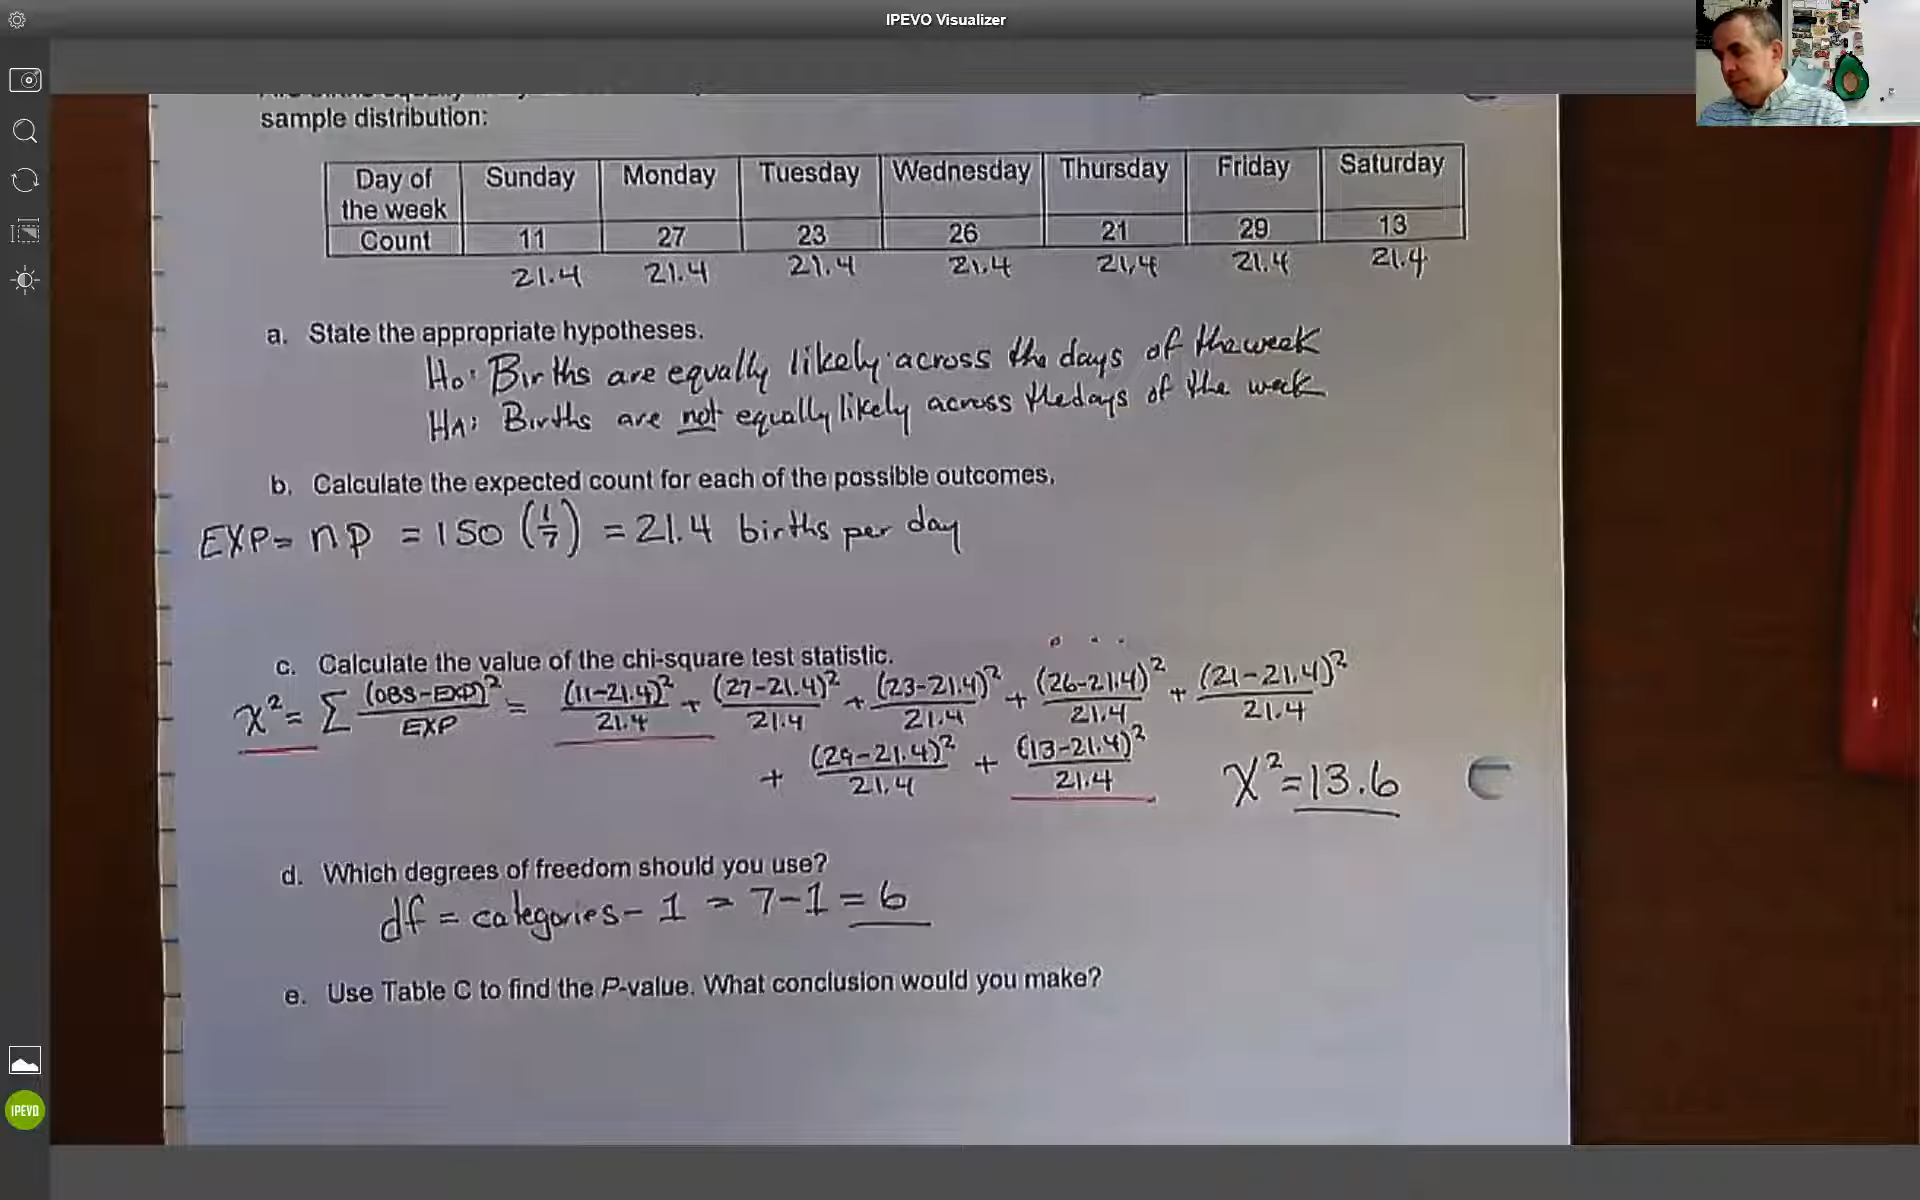 IPEVO Visualizer
sample distribution:
Day of the week Sunday Monday Tuesday Wednesday Thursday Friday Saturday
Count 11 27 23 26 21 29 13
21.4 21.4 21.4 21.4 21.4 21.4 21.4
a. State the appropriate hypotheses.
H₀: Births are equally likely across the days of the week
HA: Births are not equally likely across the days of the week
b. Calculate the expected count for each of the possible outcomes.
EXP = np = 150 (1/7) = 21.4 births per day
c. Calculate the value of the chi-square test statistic.
χ² = Σ (OBS-EXP)²/EXP = (11-21.4)²/21.4 + (27-21.4)²/21.4 + (23-21.4)²/21.4 + (26-21.4)²/21.4 + (21-21.4)²/21.4
+ (29-21.4)²/21.4 + (13-21.4)²/21.4 χ² = 13.6
d. Which degrees of freedom should you use?
df = categories - 1 = 7-1 = 6
e. Use Table C to find the P-value. What conclusion would you make?
IPEVO